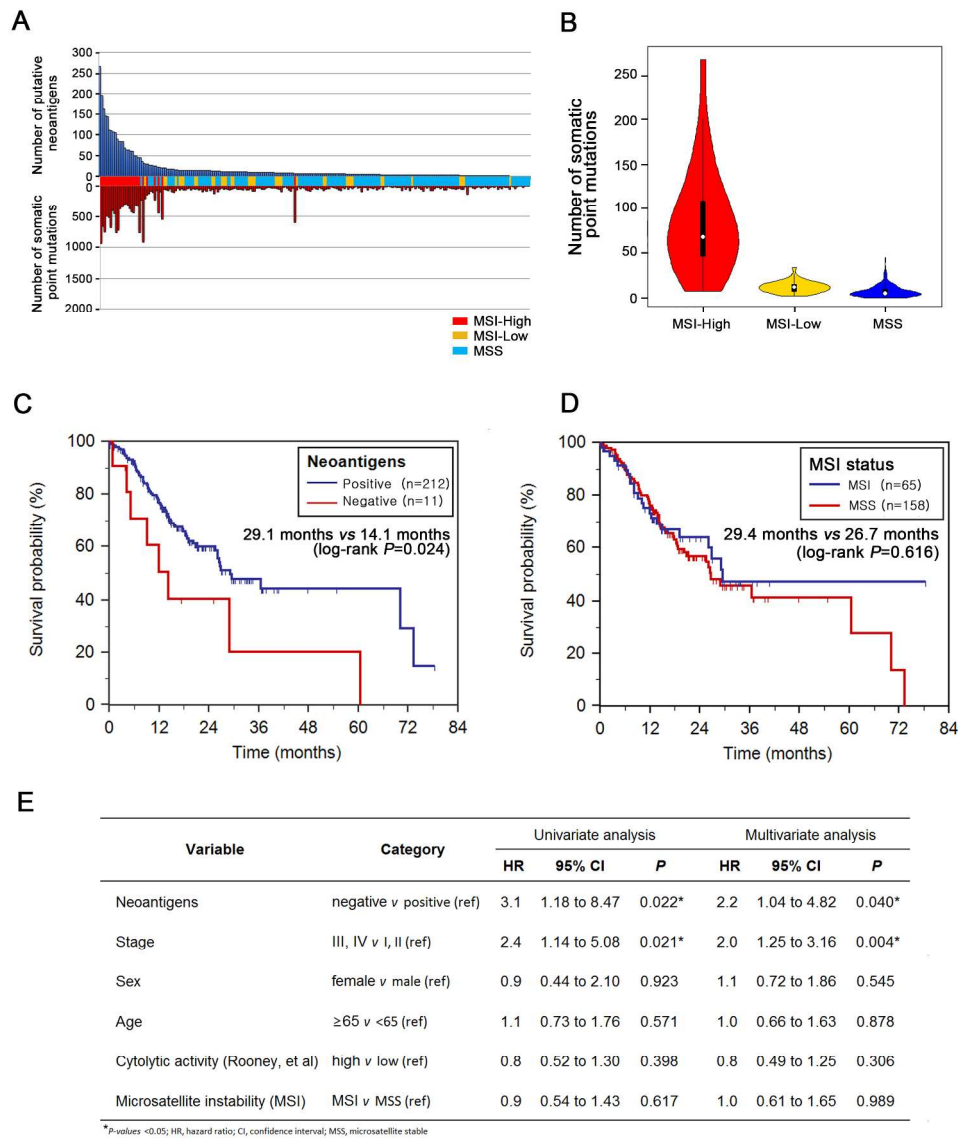 A
Number of putative
neoantigens
300
250
200
150
100
50
0
0
500
1000
1500
2000
Number of somatic
point mutations
MSI-High
MSI-Low
MSS
B
Number of somatic
point mutations
250
200
150
100
50
0
MSI-High MSI-Low MSS
C
Survival probability (%)
100
80
60
40
20
0
Neoantigens
Positive (n=212)
Negative (n=11)
29.1 months vs 14.1 months
(log-rank P=0.024)
0 12 24 36 48 60 72 84
Time (months)
D
Survival probability (%)
100
80
60
40
20
0
MSI status
MSI (n=65)
MSS (n=158)
29.4 months vs 26.7 months
(log-rank P=0.616)
0 12 24 36 48 60 72 84
Time (months)
E
Variable Category Univariate analysis Multivariate analysis
HR 95% CI P HR 95% CI P
Neoantigens negative v positive (ref) 3.1 1.18 to 8.47 0.022* 2.2 1.04 to 4.82 0.040*
Stage III, IV v I, II (ref) 2.4 1.14 to 5.08 0.021* 2.0 1.25 to 3.16 0.004*
Sex female v male (ref) 0.9 0.44 to 2.10 0.923 1.1 0.72 to 1.86 0.545
Age ≥65 v <65 (ref) 1.1 0.73 to 1.76 0.571 1.0 0.66 to 1.63 0.878
Cytolytic activity (Rooney, et al) high v low (ref) 0.8 0.52 to 1.30 0.398 0.8 0.49 to 1.25 0.306
Microsatellite instability (MSI) MSI v MSS (ref) 0.9 0.54 to 1.43 0.617 1.0 0.61 to 1.65 0.989
*P-values <0.05; HR, hazard ratio; CI, confidence interval; MSS, microsatellite stable